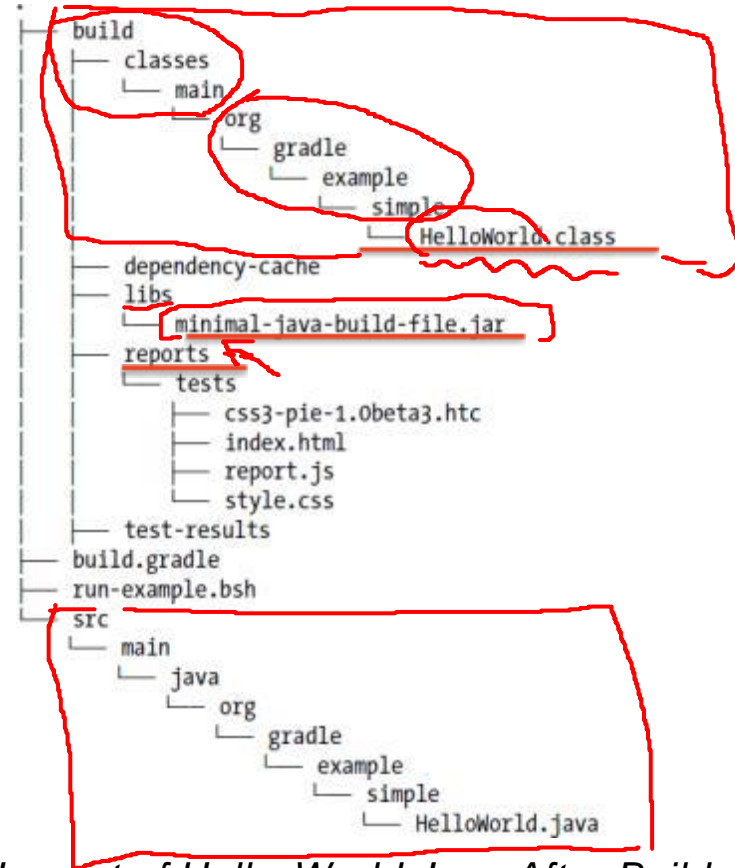 .
├── build
│   ├── classes
│   │   └── main
│   │       └── org
│   │           └── gradle
│   │               └── example
│   │                   └── simple
│   │                       └── HelloWorld.class
│   ├── dependency-cache
│   ├── libs
│   │   └── minimal-java-build-file.jar
│   ├── reports
│   │   └── tests
│   │       ├── css3-pie-1.0beta3.htc
│   │       ├── index.html
│   │       ├── report.js
│   │       └── style.css
│   └── test-results
├── build.gradle
├── run-example.bsh
└── src
    └── main
        └── java
            └── org
                └── gradle
                    └── example
                        └── simple
                            └── HelloWorld.java